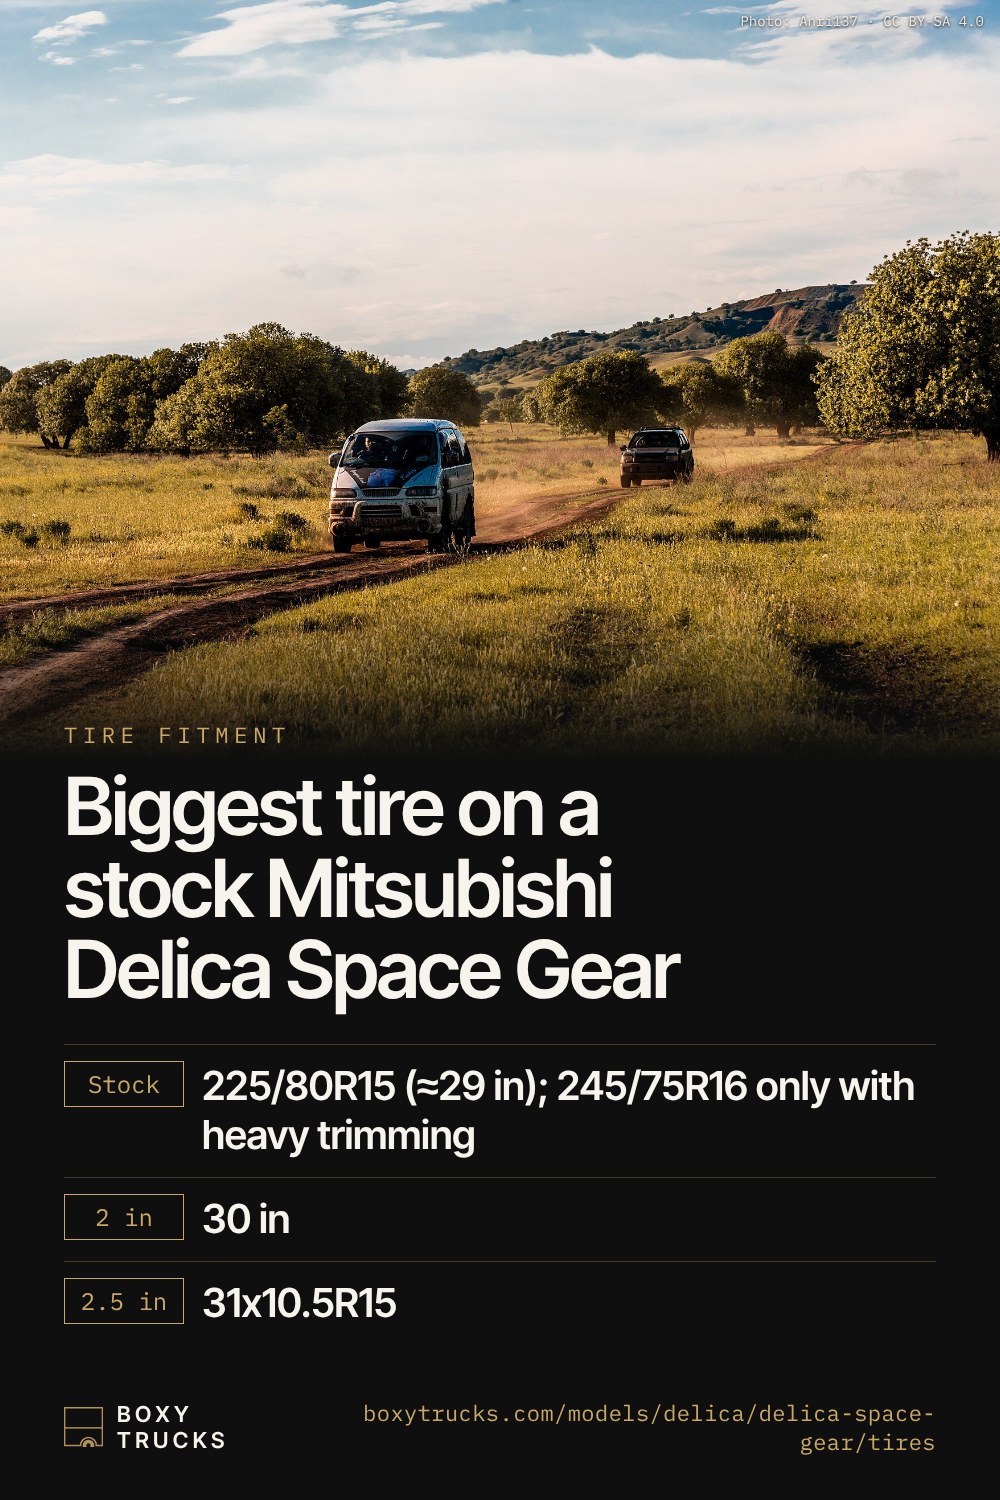 Photo: Anri137 · CC BY-SA 4.0
TIRE FITMENT
Biggest tire on a
stock Mitsubishi
Delica Space Gear
Stock
225/80R15 (≈29 in); 245/75R16 only with
heavy trimming
2 in
30 in
2.5 in
31x10.5R15
BOXY
TRUCKS
boxytrucks.com/models/delica/delica-space-
gear/tires